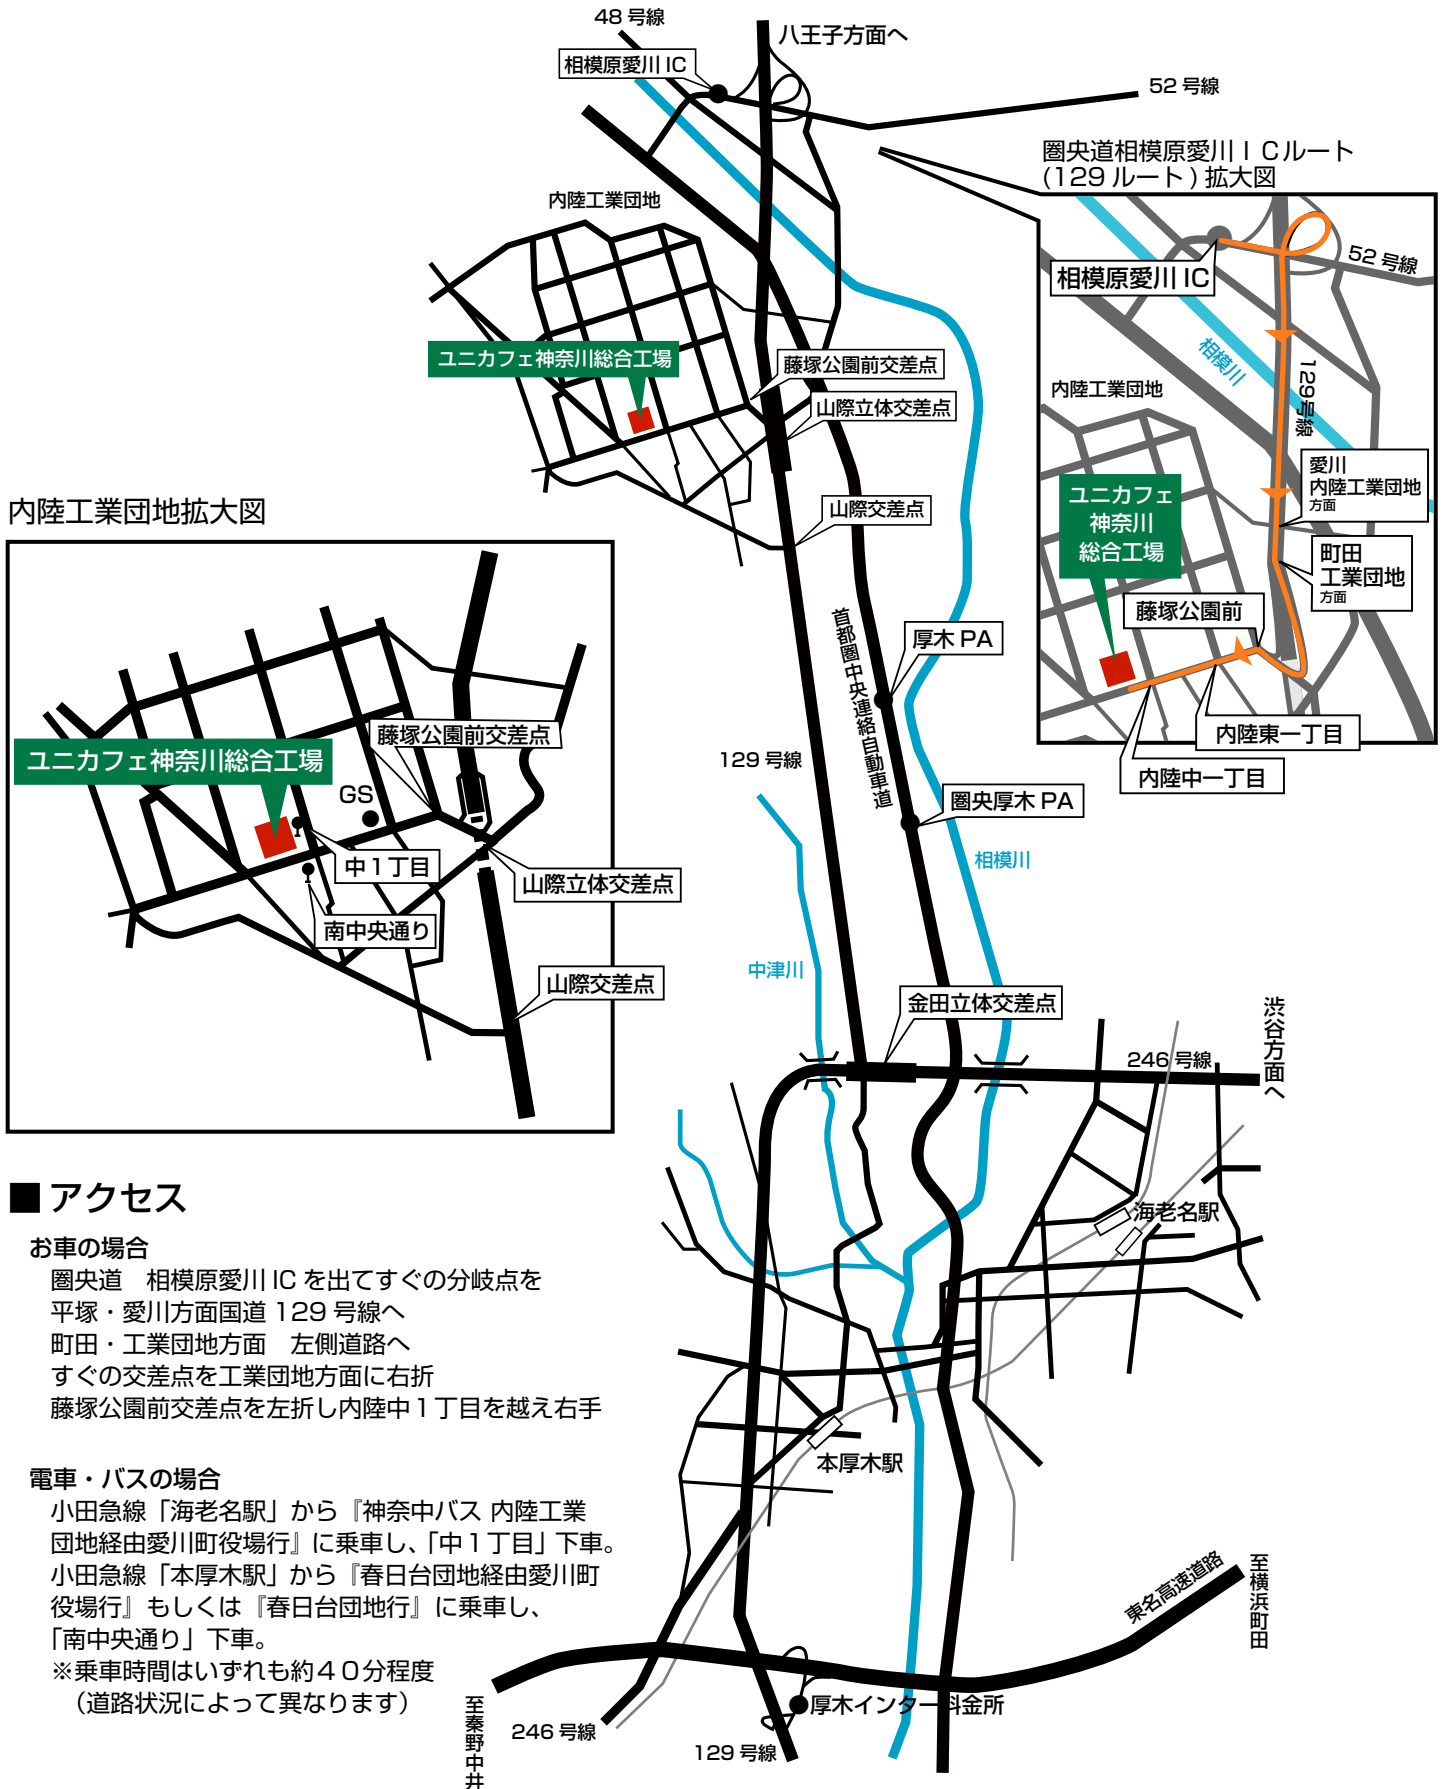 48 号線
八王子方面へ
相模原愛川 IC
52 号線
圏央道相模原愛川ＩＣルート
(129 ルート ) 拡大図
内陸工業団地
ユニカフェ神奈川総合工場
藤塚公園前交差点
山際立体交差点
山際交差点
相模原愛川 IC
52 号線
相模川
129号線
内陸工業団地
愛川
内陸工業団地
方面
ユニカフェ
神奈川
総合工場
町田
工業団地
方面
藤塚公園前
内陸東一丁目
内陸中一丁目
内陸工業団地拡大図
藤塚公園前交差点
ユニカフェ神奈川総合工場
GS
中１丁目
山際立体交差点
南中央通り
山際交差点
首都圏中央連絡自動車道
厚木 PA
129 号線
圏央厚木 PA
相模川
中津川
金田立体交差点
246 号線
渋谷方面へ
海老名駅
本厚木駅
東名高速道路
至横浜町田
厚木インター料金所
至秦野中井
246 号線
129 号線
■ アクセス
お車の場合
圏央道　相模原愛川 IC を出てすぐの分岐点を
平塚・愛川方面国道 129 号線へ
町田・工業団地方面　左側道路へ
すぐの交差点を工業団地方面に右折
藤塚公園前交差点を左折し内陸中１丁目を越え右手
電車・バスの場合
小田急線「海老名駅」から『神奈中バス 内陸工業
団地経由愛川町役場行』に乗車し、「中１丁目」下車。
小田急線「本厚木駅」から『春日台団地経由愛川町
役場行』もしくは『春日台団地行』に乗車し、
「南中央通り」下車。
※乗車時間はいずれも約４０分程度
（道路状況によって異なります）